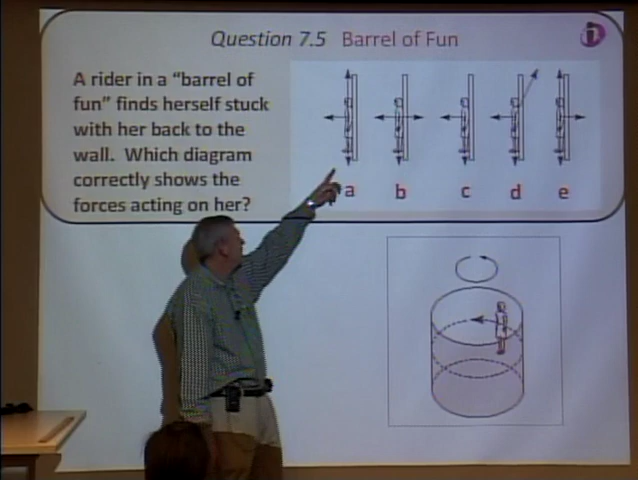 Question 7.5 Barrel of Fun
A rider in a “barrel of
fun” finds herself stuck
with her back to the
wall. Which diagram
correctly shows the
forces acting on her?
a b c d e